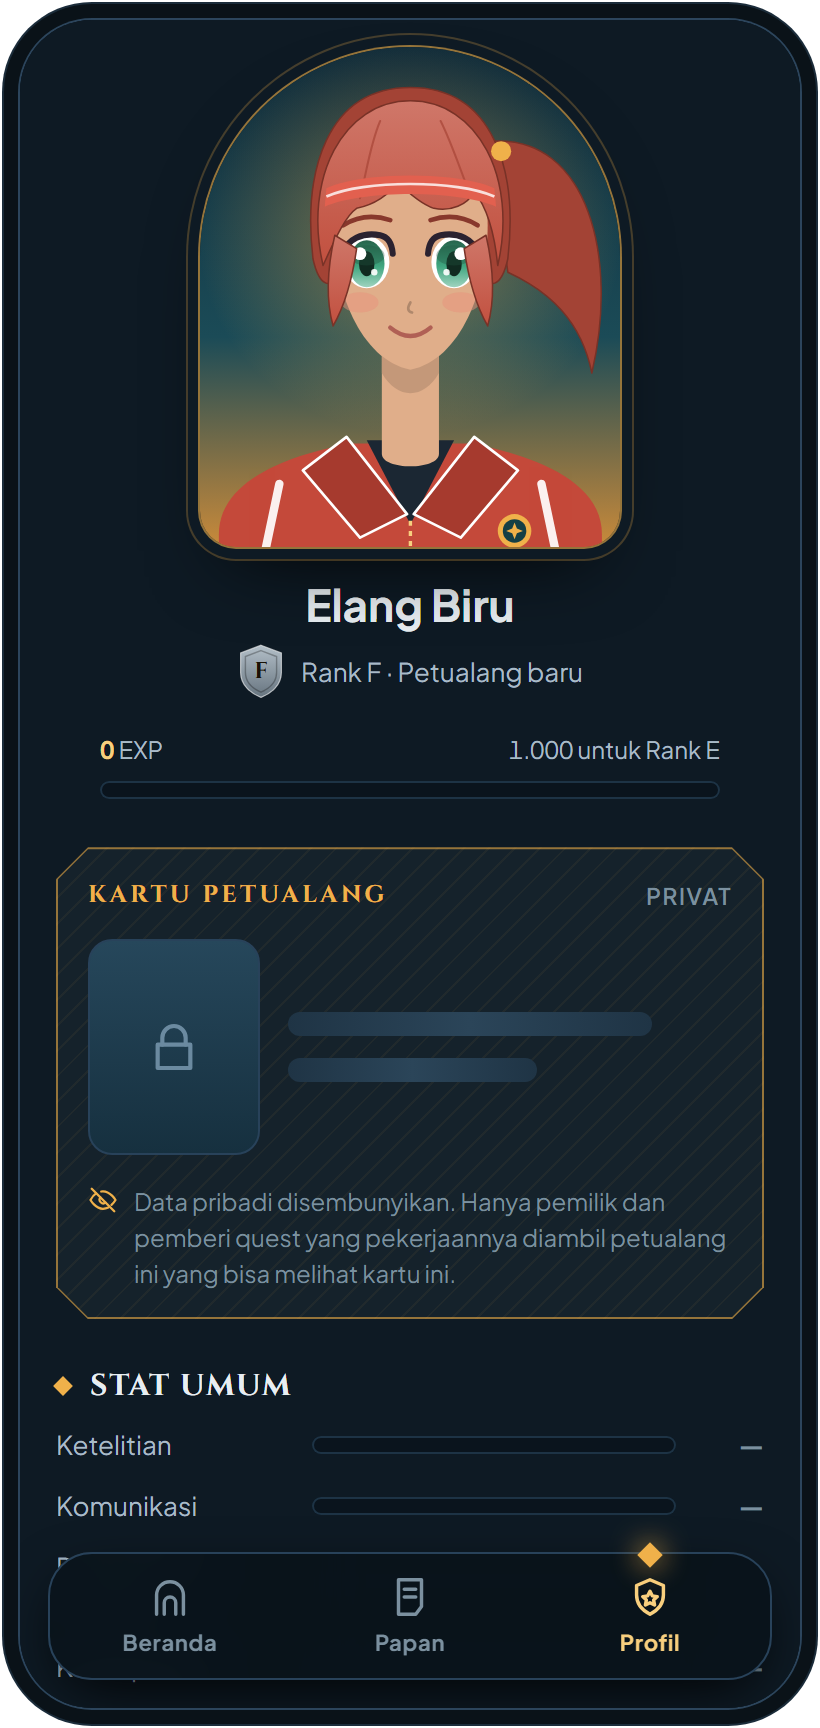 Elang Biru
F
Rank F · Petualang baru
0 EXP
1.000 untuk Rank E
KARTU PETUALANG
PRIVAT
Data pribadi disembunyikan. Hanya pemilik dan
pemberi quest yang pekerjaannya diambil petualang
ini yang bisa melihat kartu ini.
STAT UMUM
Ketelitian —
Komunikasi —
Beranda
Papan
Profil